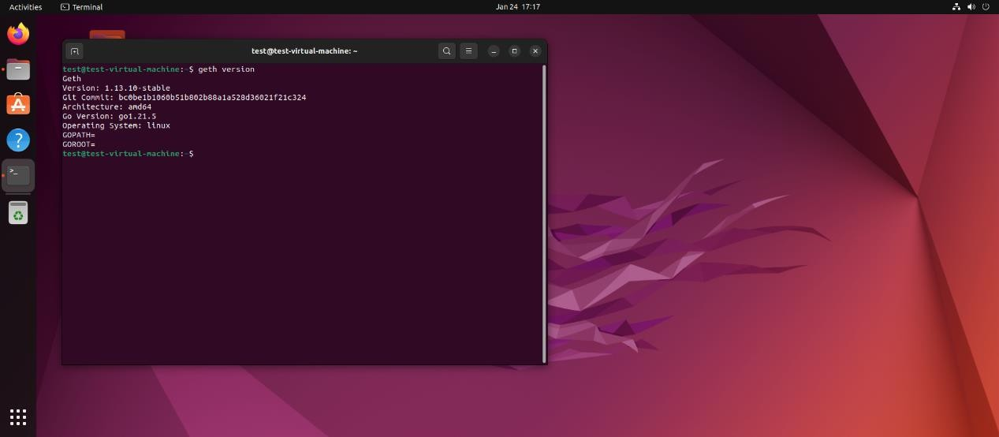 Activities
Terminal
Jan 24 17:17
test@test-virtual-machine: ~
test@test-virtual-machine:~$ geth version
Geth
Version: 1.13.10-stable
Git Commit: bc0be1b1060b51b802b88a1a528d36021f21c324
Architecture: amd64
Go Version: go1.21.5
Operating System: linux
GOPATH=
GOROOT=
test@test-virtual-machine:~$